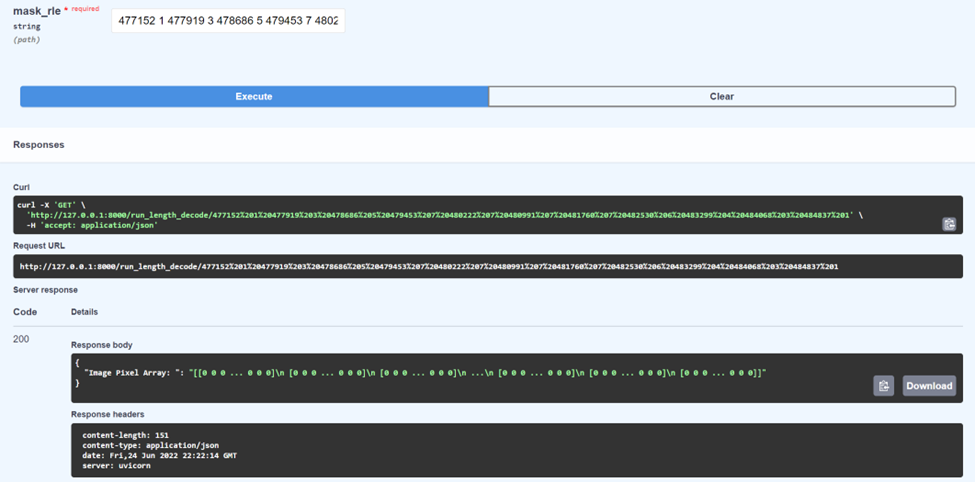 mask_rle * required
string
(path)
477152 1 477919 3 478686 5 479453 7 4802
Execute
Clear
Responses
Curl
curl -X 'GET' \
'http://127.0.0.1:8000/run_length_decode/477152%201%20477919%203%20478686%205%20479453%207%20480222%207%20480991%207%20481760%207%20482530%206%20483299%204%20484068%203%20484837%201' \
-H 'accept: application/json'
Request URL
http://127.0.0.1:8000/run_length_decode/477152%201%20477919%203%20478686%205%20479453%207%20480222%207%20480991%207%20481760%207%20482530%206%20483299%204%20484068%203%20484837%201
Server response
Code
Details
200
Response body
{
"Image Pixel Array: ": "[[0 0 0 ... 0 0 0]\n [0 0 0 ... 0 0 0]\n [0 0 0 ... 0 0 0]\n ...\n [0 0 0 ... 0 0 0]\n [0 0 0 ... 0 0 0]\n [0 0 0 ... 0 0 0]]"
}
Download
Response headers
content-length: 151
content-type: application/json
date: Fri,24 Jun 2022 22:22:14 GMT
server: uvicorn